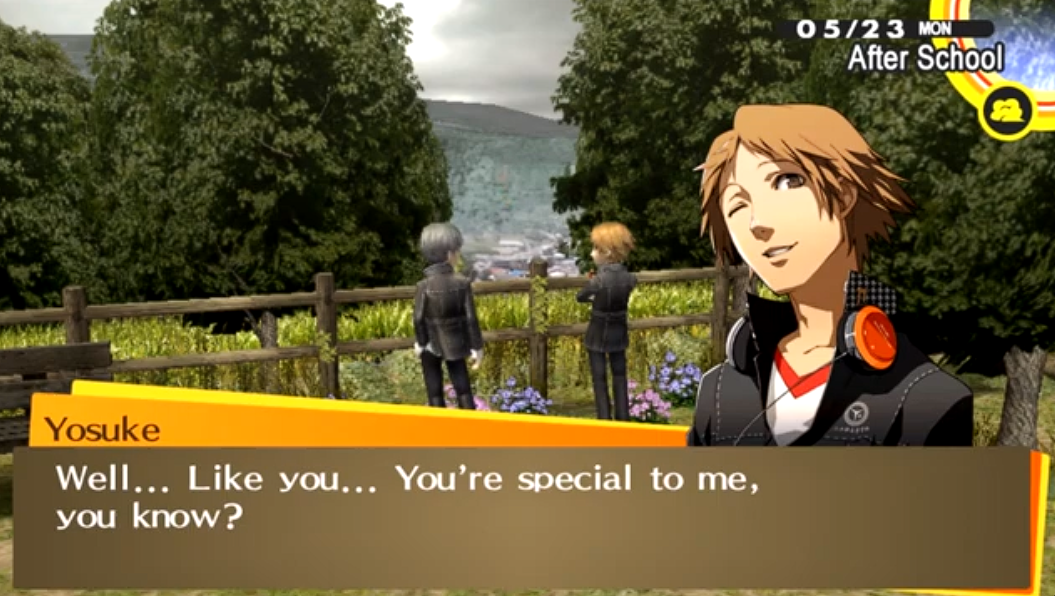 05/23 MON
After School
Yosuke
Well... Like you... You're special to me,
you know?